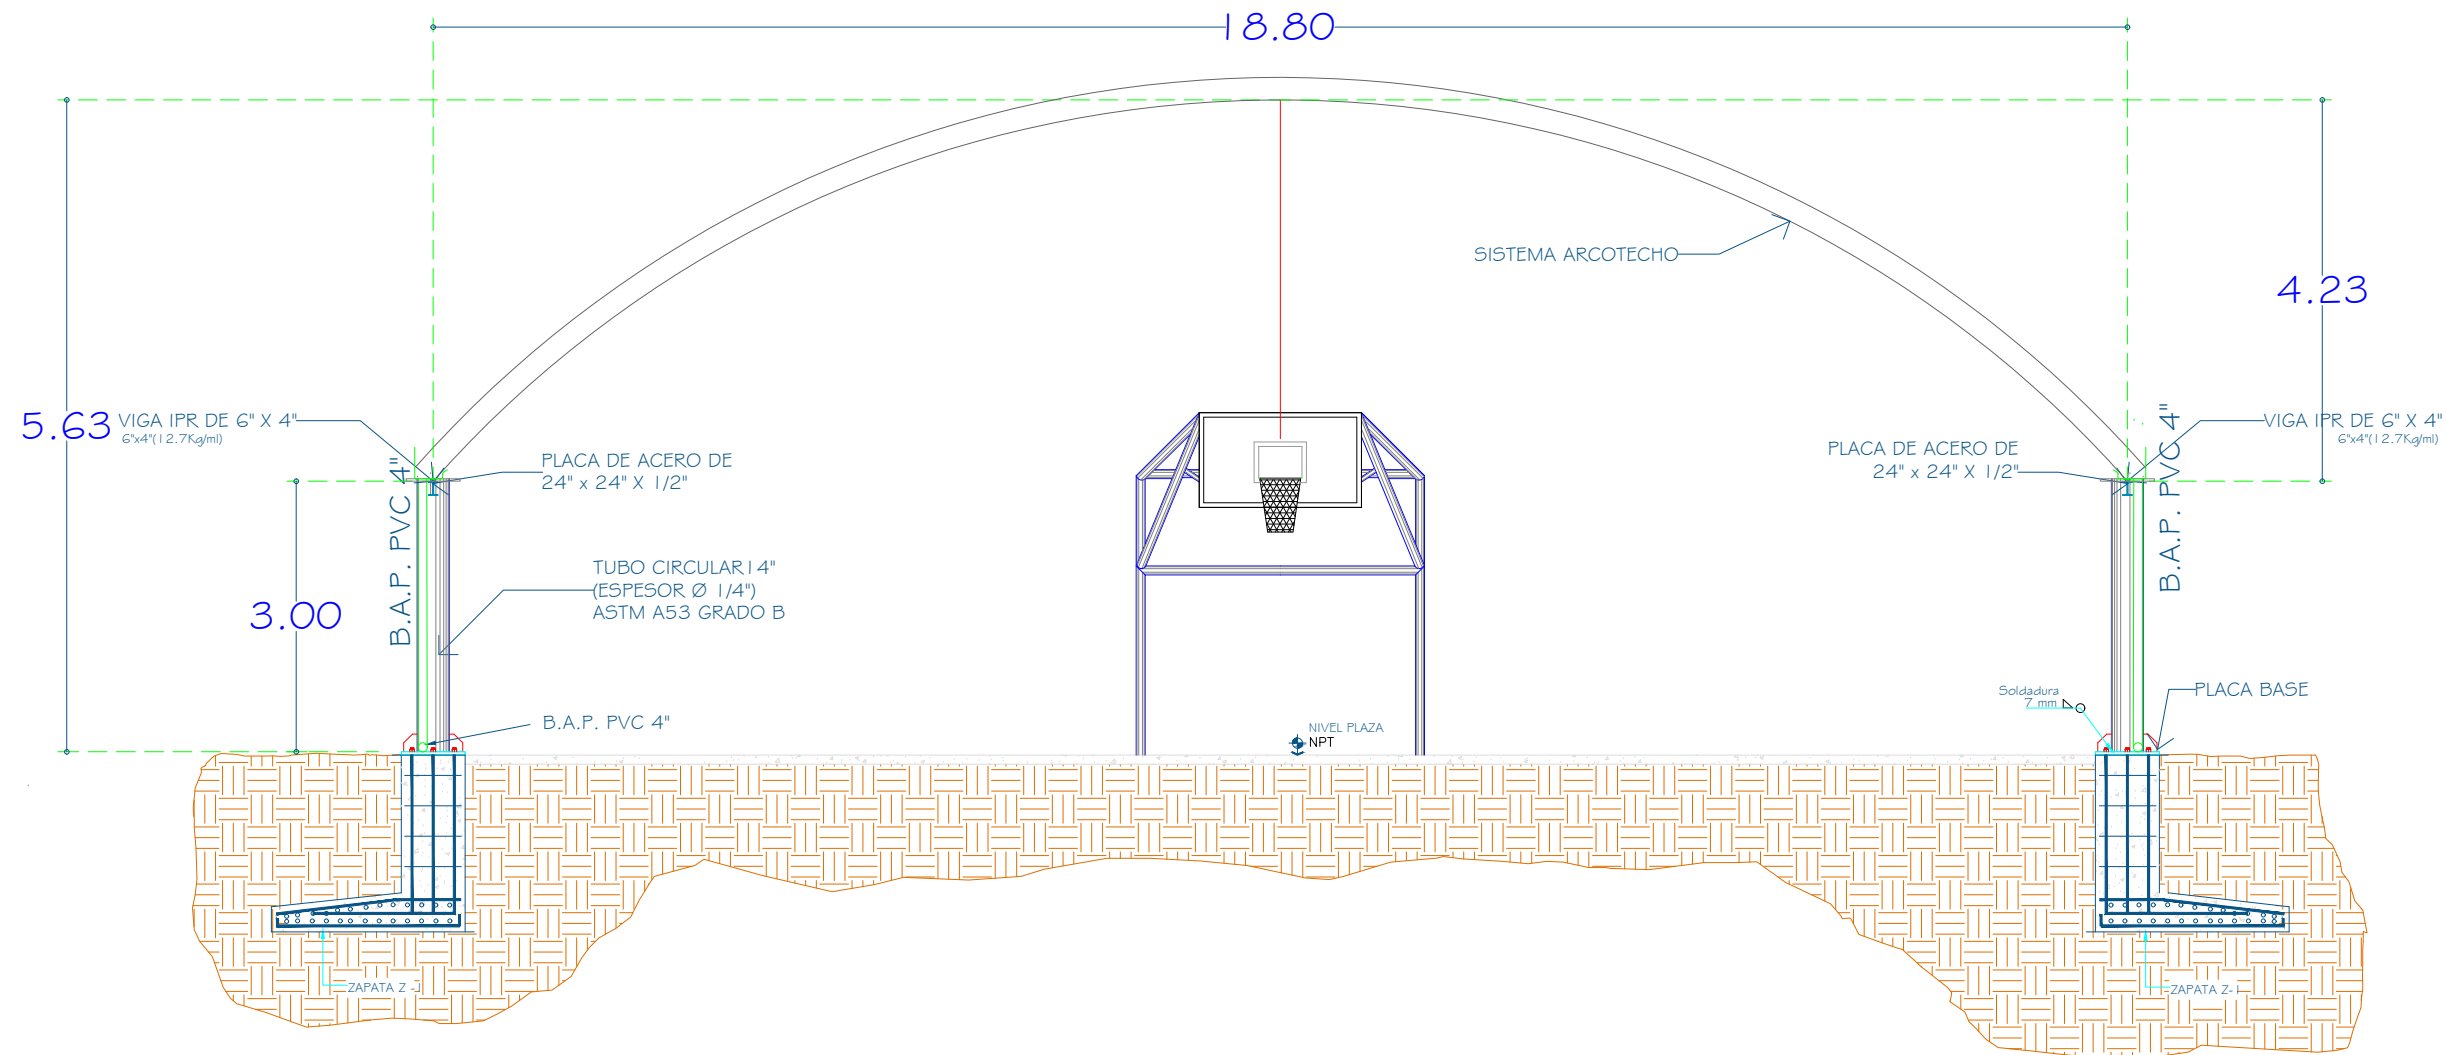 18.80
SISTEMA ARCOTECHO
4.23
5.63
VIGA IPR DE 6" X 4"
6"x4"(12.7Kg/ml)
VIGA IPR DE 6" X 4"
6"x4"(12.7Kg/ml)
PLACA DE ACERO DE
24" x 24" X 1/2"
PLACA DE ACERO DE
24" x 24" X 1/2"
B.A.P. PVC 4"
B.A.P. PVC 4"
TUBO CIRCULAR14"
(ESPESOR Ø 1/4")
ASTM A53 GRADO B
3.00
Soldadura
7 mm
PLACA BASE
B.A.P. PVC 4"
NIVEL PLAZA
NPT
ZAPATA Z -1
ZAPATA Z-1